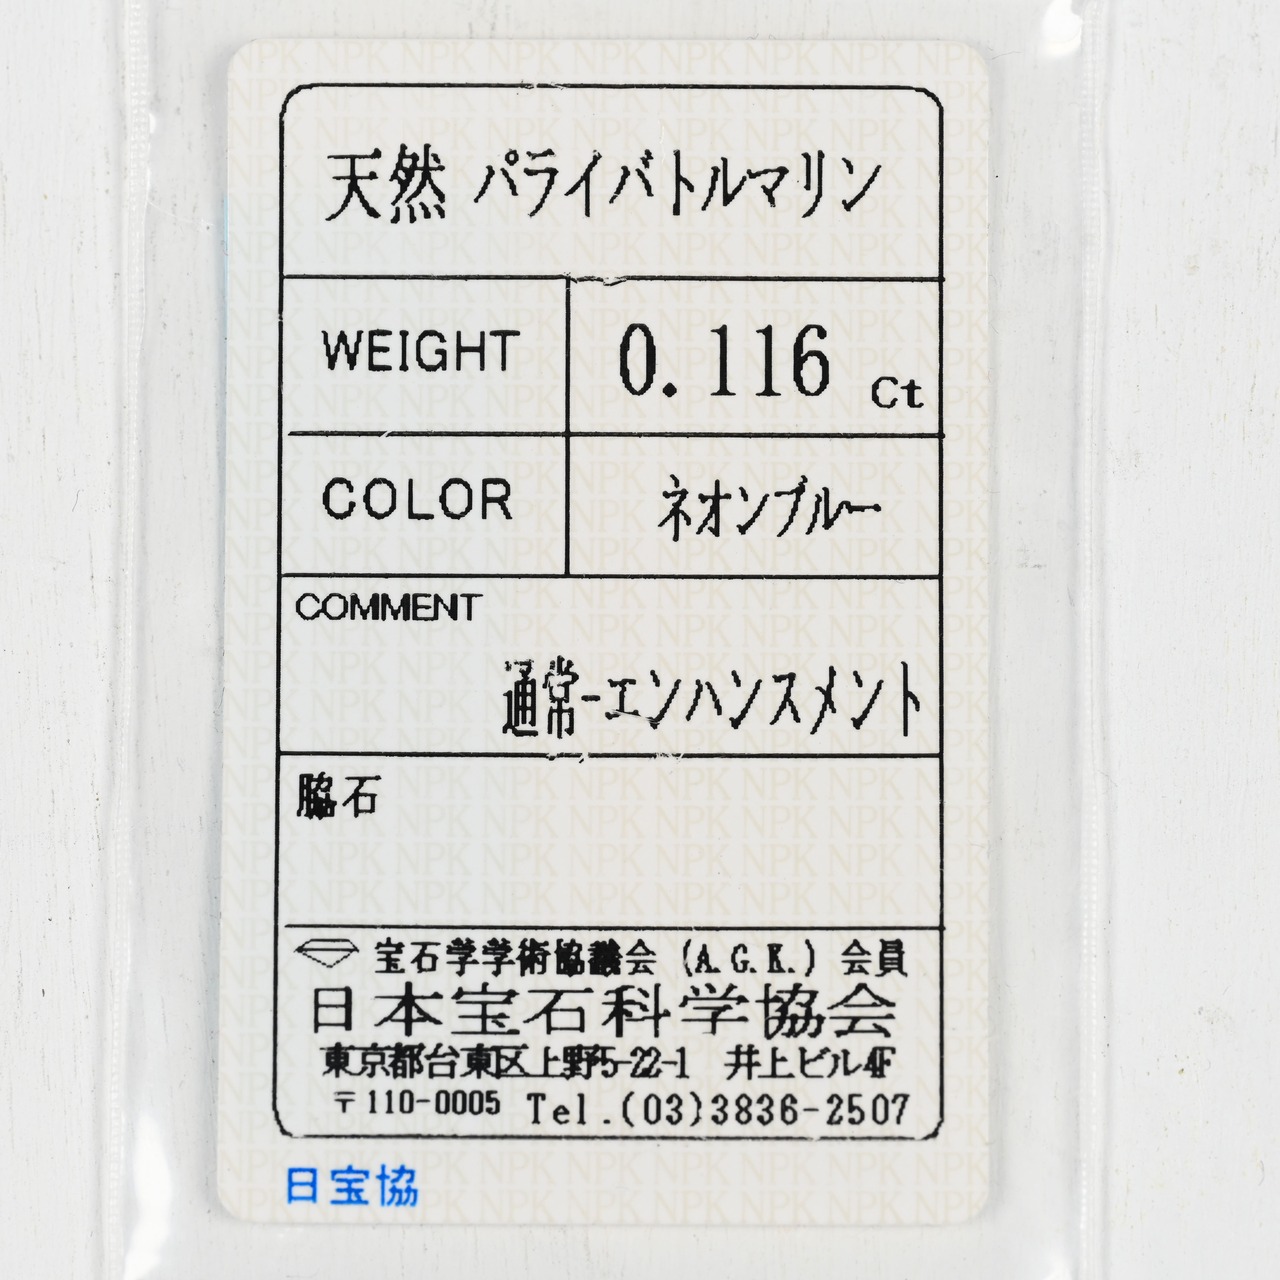 天然 パライバトルマリン
WEIGHT 0.116 Ct
COLOR ネオンブルー
COMMENT
通常-エンハンスメント
脇石
宝石学学術協議会 (A.G.K.) 会員
日本宝石科学協会
東京都台東区上野5-22-1 井上ビル4F
〒110-0005 Tel.(03)3836-2507
日宝協